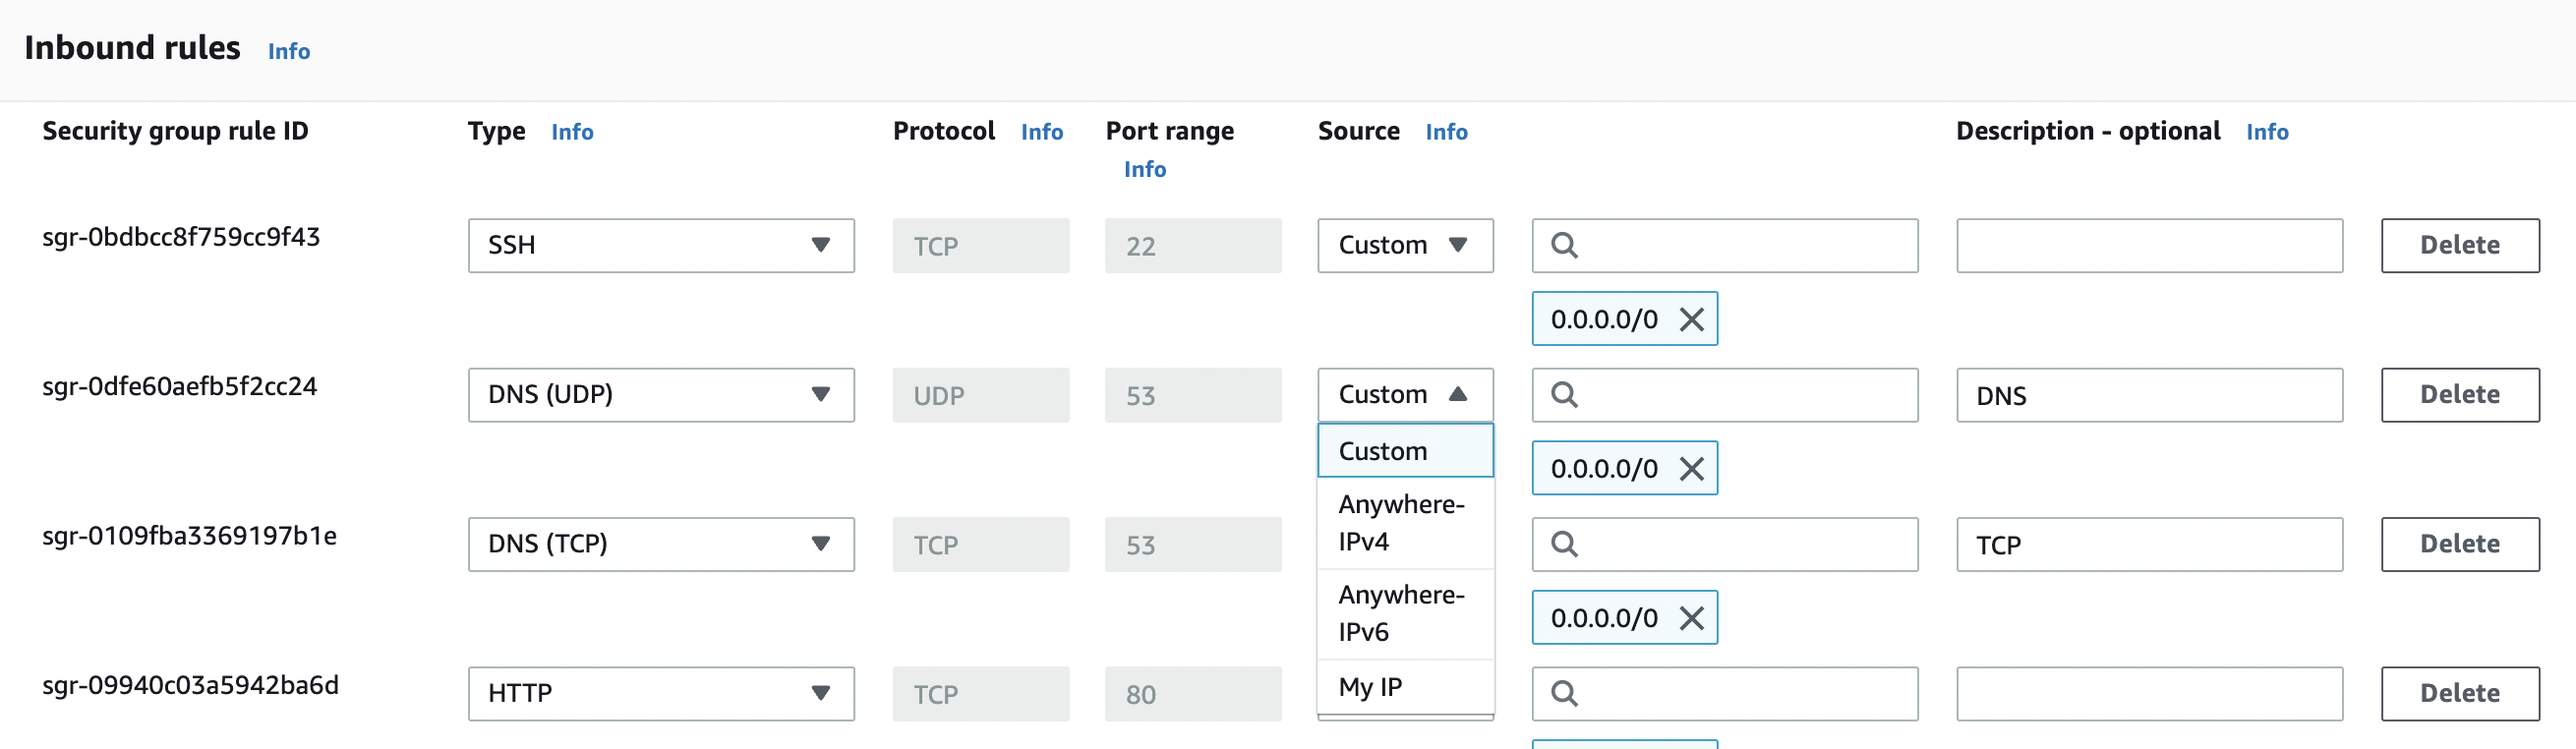 Inbound rules Info
Security group rule ID Type Info Protocol Info Port range Info Source Info Description - optional Info
sgr-0bdbcc8f759cc9f43 SSH TCP 22 Custom Delete
0.0.0.0/0
sgr-0dfe60aefb5f2cc24 DNS (UDP) UDP 53 Custom DNS Delete
Custom
0.0.0.0/0
Anywhere-
IPv4
sgr-0109fba3369197b1e DNS (TCP) TCP 53 TCP Delete
Anywhere-
IPv6
0.0.0.0/0
sgr-09940c03a5942ba6d HTTP TCP 80 My IP Delete